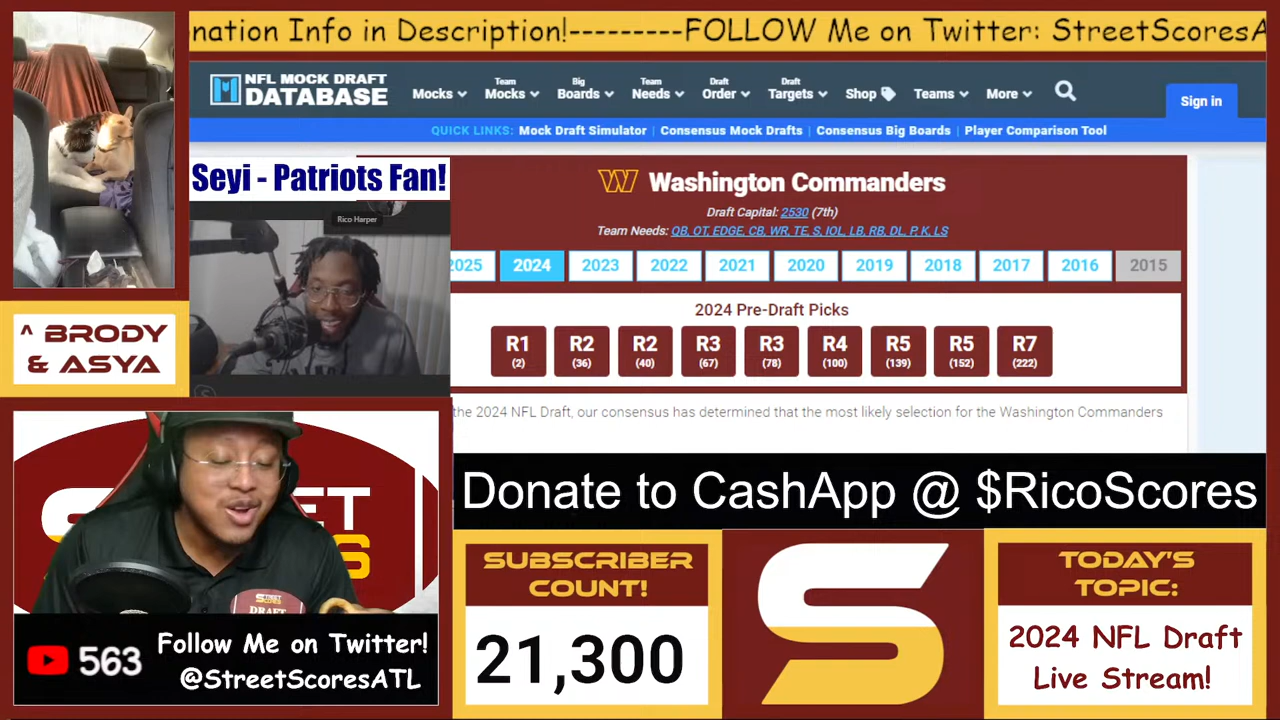 nation Info in Description!---------FOLLOW Me on Twitter: StreetScoresA
NFL MOCK DRAFT
DATABASE
Mocks
Team
Mocks
Big
Boards
Team
Needs
Draft
Order
Draft
Targets
Shop
Teams
More
Sign in
QUICK LINKS: Mock Draft Simulator | Consensus Mock Drafts | Consensus Big Boards | Player Comparison Tool
Seyi - Patriots Fan!
Rico Harper
W Washington Commanders
Draft Capital: 2530 (7th)
Team Needs: QB, OT, EDGE, CB, WR, TE, S, IOL, LB, RB, DL, P, K, LS
2025 2024 2023 2022 2021 2020 2019 2018 2017 2016 2015
2024 Pre-Draft Picks
R1 R2 R2 R3 R3 R4 R5 R5 R7
(2) (36) (40) (67) (78) (100) (139) (152) (222)
the 2024 NFL Draft, our consensus has determined that the most likely selection for the Washington Commanders
^ BRODY
& ASYA
Donate to CashApp @ $RicoScores
SUBSCRIBER
COUNT!
21,300
S
TODAY'S
TOPIC:
2024 NFL Draft
Live Stream!
DRAFT
563
Follow Me on Twitter!
@StreetScoresATL